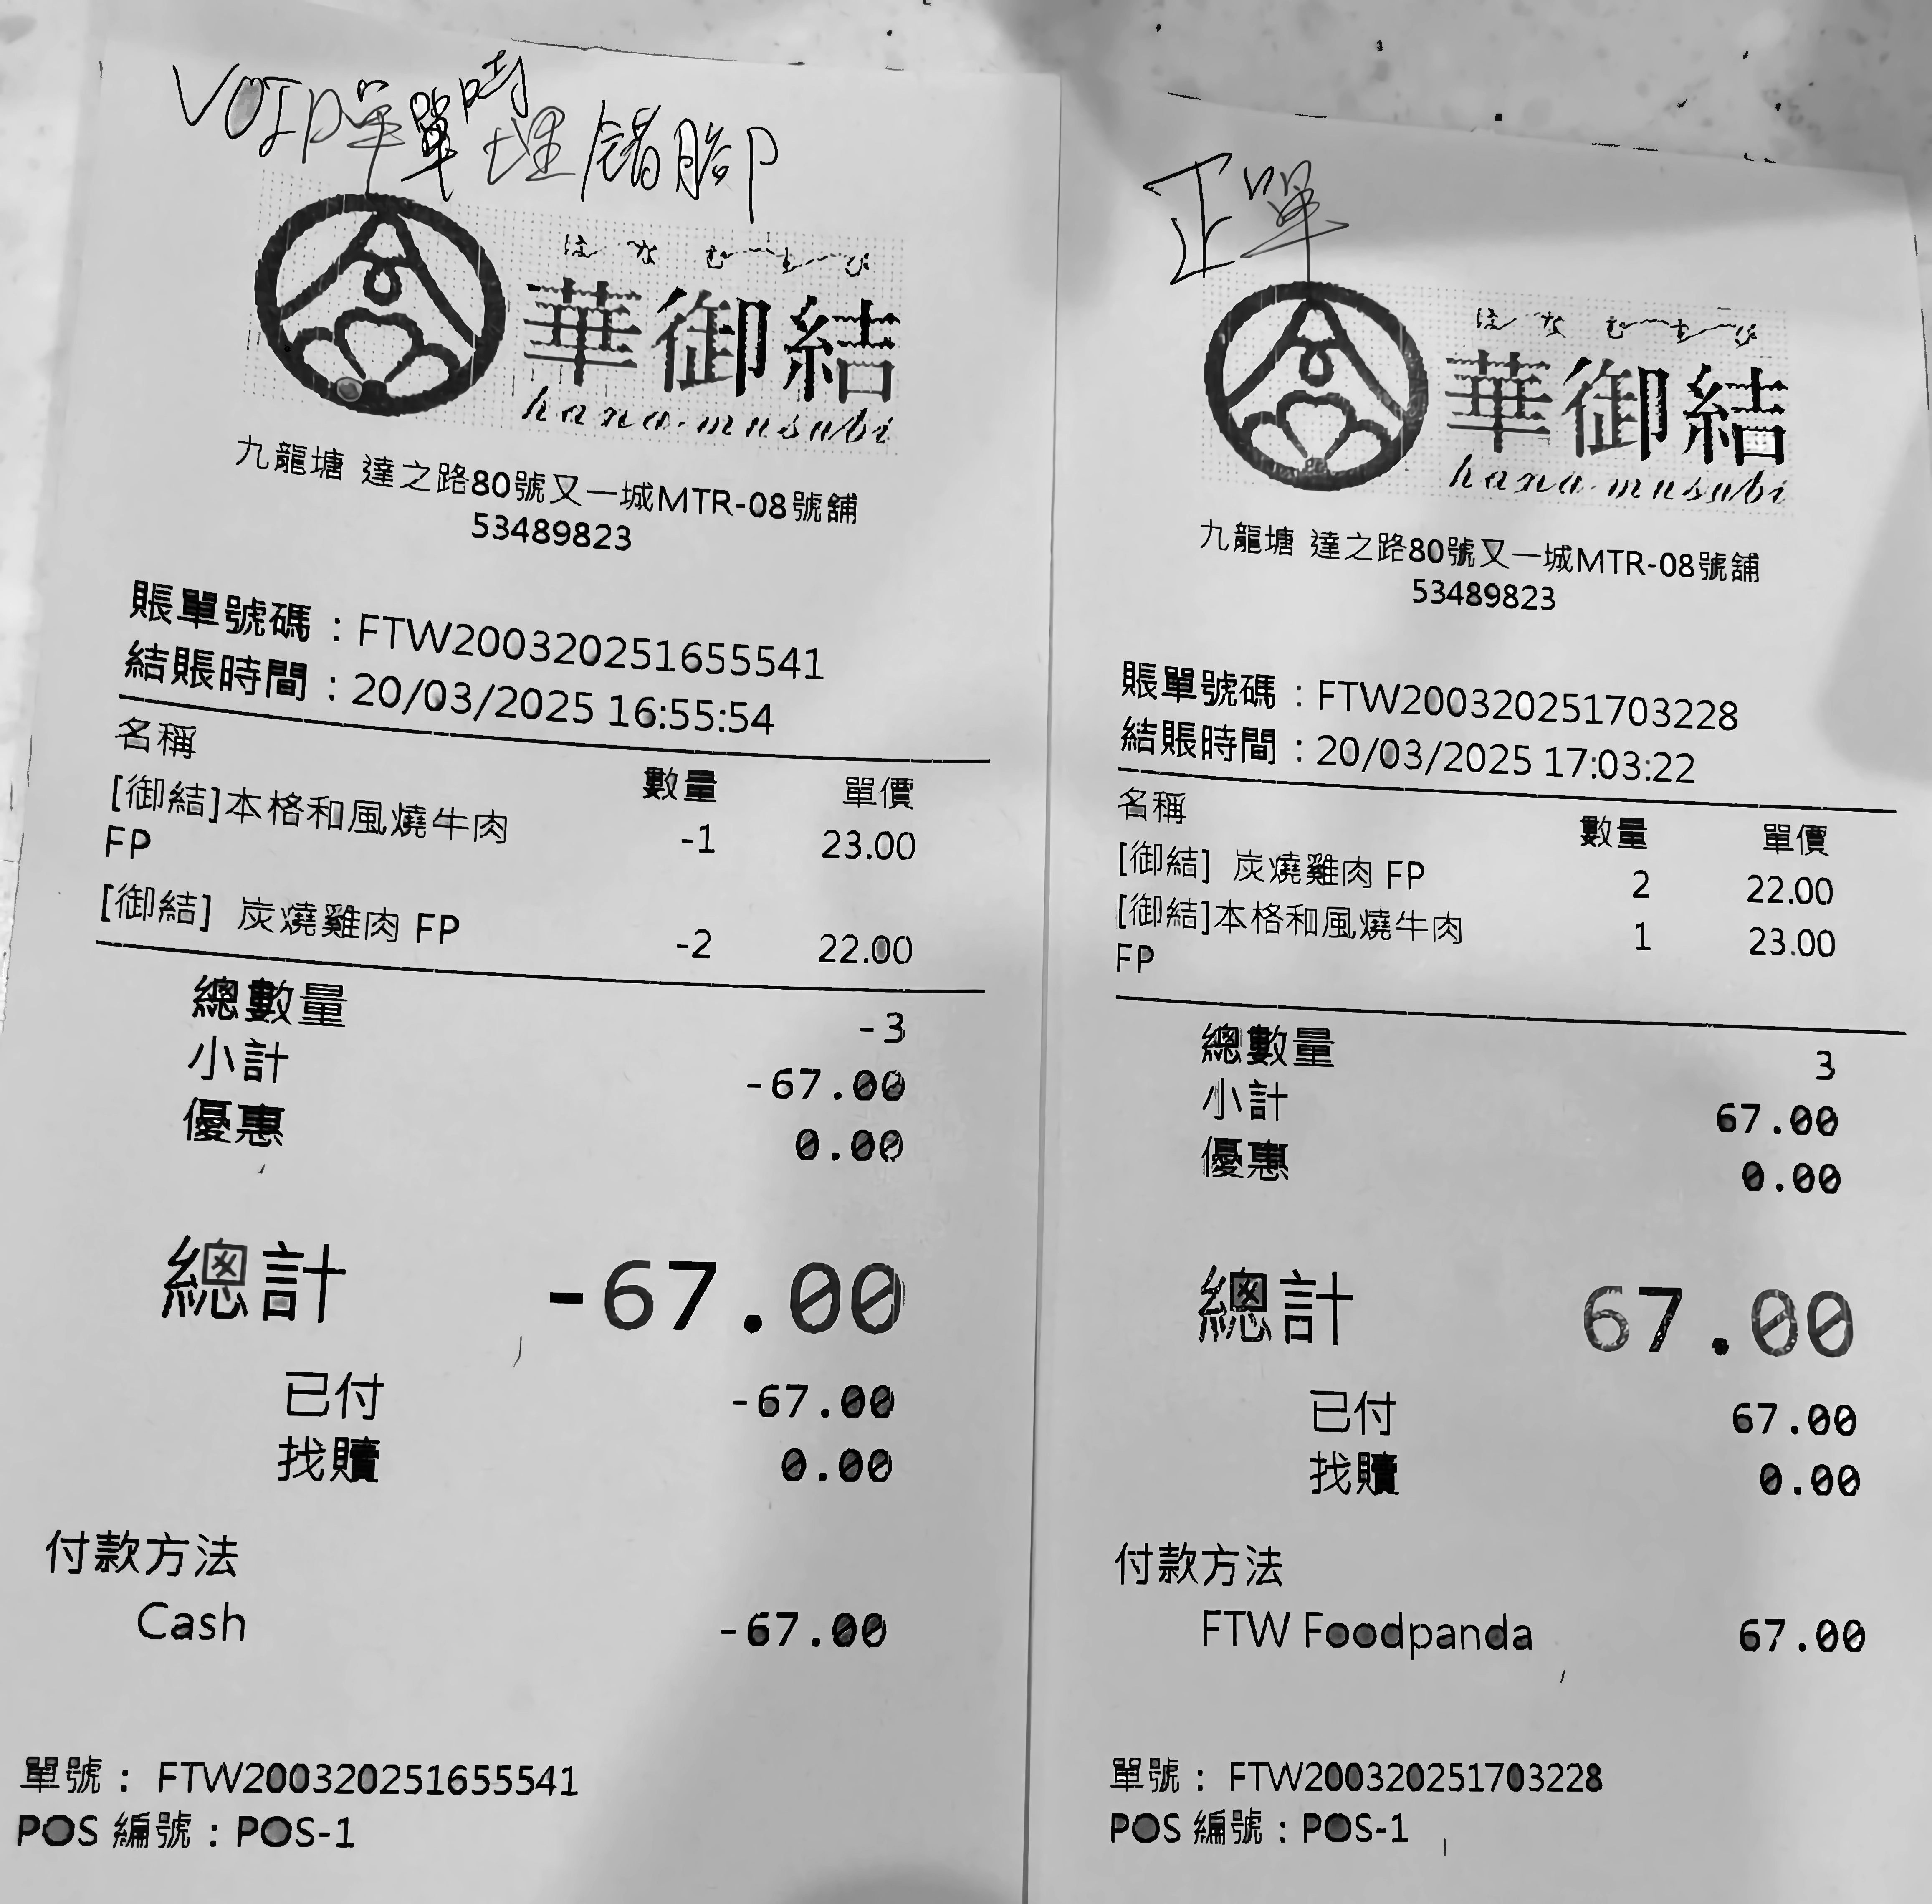 VOID單單時埋錯腳
はなむすび
華御結
hana-musubi
九龍塘 達之路80號又一城MTR-08號舖
53489823
賬單號碼：FTW200320251655541
結賬時間：20/03/2025 16:55:54
名稱 數量 單價
[御結]本格和風燒牛肉 -1 23.00
FP
[御結] 炭燒雞肉 FP -2 22.00
總數量 -3
小計 -67.00
優惠 0.00
總計 -67.00
已付 -67.00
找贖 0.00
付款方法
Cash -67.00
單號： FTW200320251655541
POS 編號：POS-1
正單
はなむすび
華御結
hana-musubi
九龍塘 達之路80號又一城MTR-08號舖
53489823
賬單號碼：FTW200320251703228
結賬時間：20/03/2025 17:03:22
名稱 數量 單價
[御結] 炭燒雞肉 FP 2 22.00
[御結]本格和風燒牛肉 1 23.00
FP
總數量 3
小計 67.00
優惠 0.00
總計 67.00
已付 67.00
找贖 0.00
付款方法
FTW Foodpanda 67.00
單號： FTW200320251703228
POS 編號：POS-1